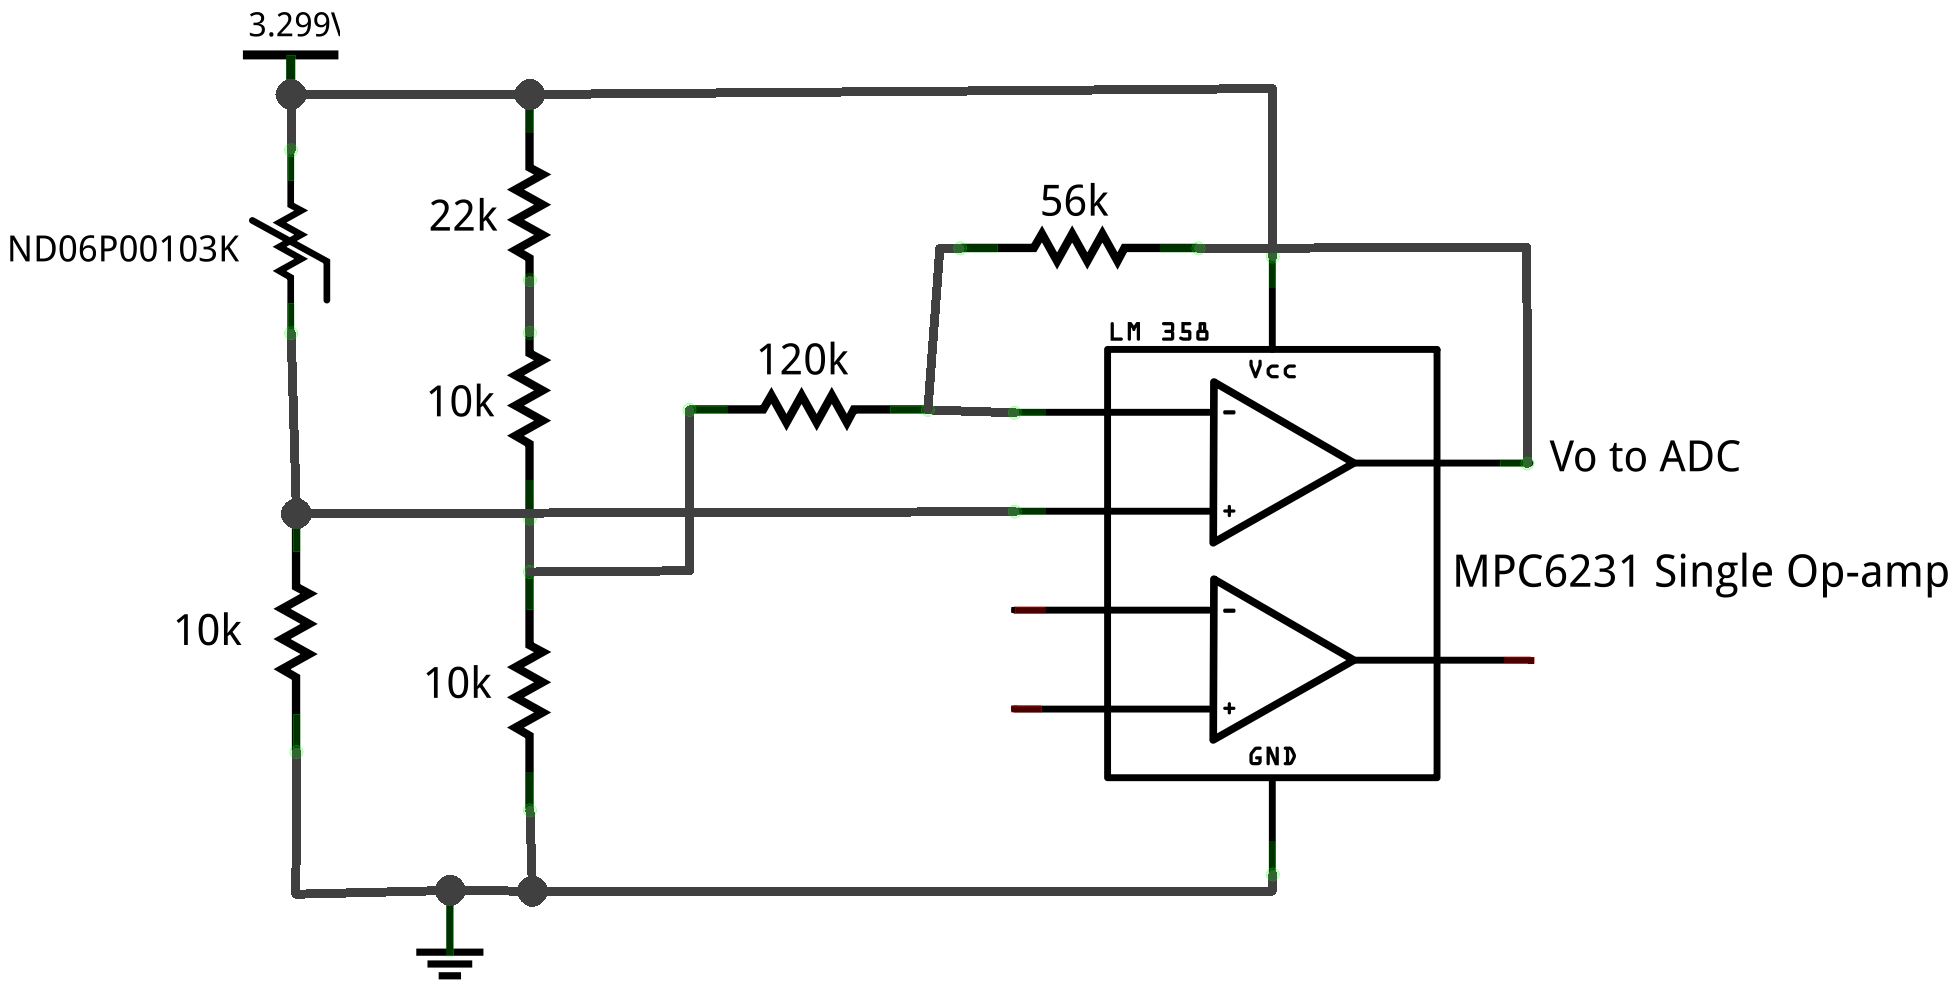 3.299V
22k
56k
ND06P00103K
LM 358
120k
Vcc
10k
-
Vo to ADC
+
MPC6231 Single Op-amp
10k
-
10k
+
GND